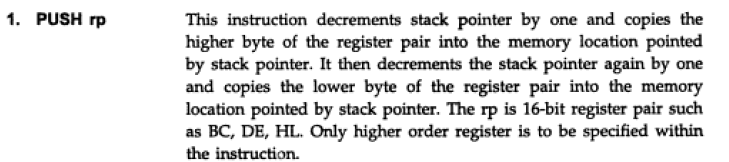 1. PUSH rp This instruction decrements stack pointer by one and copies the
higher byte of the register pair into the memory location pointed
by stack pointer. It then decrements the stack pointer again by one
and copies the lower byte of the register pair into the memory
location pointed by stack pointer. The rp is 16-bit register pair such
as BC, DE, HL. Only higher order register is to be specified within
the instruction.